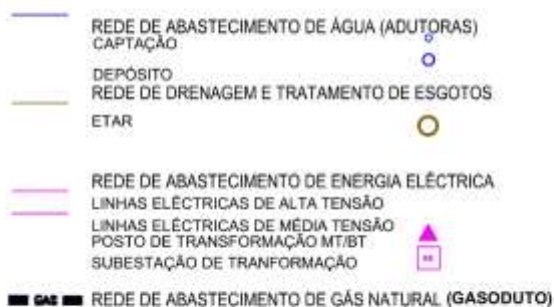 REDE DE ABASTECIMENTO DE ÁGUA (ADUTORAS)
CAPTAÇÃO
DEPÓSITO
REDE DE DRENAGEM E TRATAMENTO DE ESGOTOS
ETAR
REDE DE ABASTECIMENTO DE ENERGIA ELÉCTRICA
LINHAS ELÉCTRICAS DE ALTA TENSÃO
LINHAS ELÉCTRICAS DE MÉDIA TENSÃO
POSTO DE TRANSFORMAÇÃO MT/BT
SUBESTAÇÃO DE TRANFORMAÇÃO
GAS REDE DE ABASTECIMENTO DE GÁS NATURAL (GASODUTO)